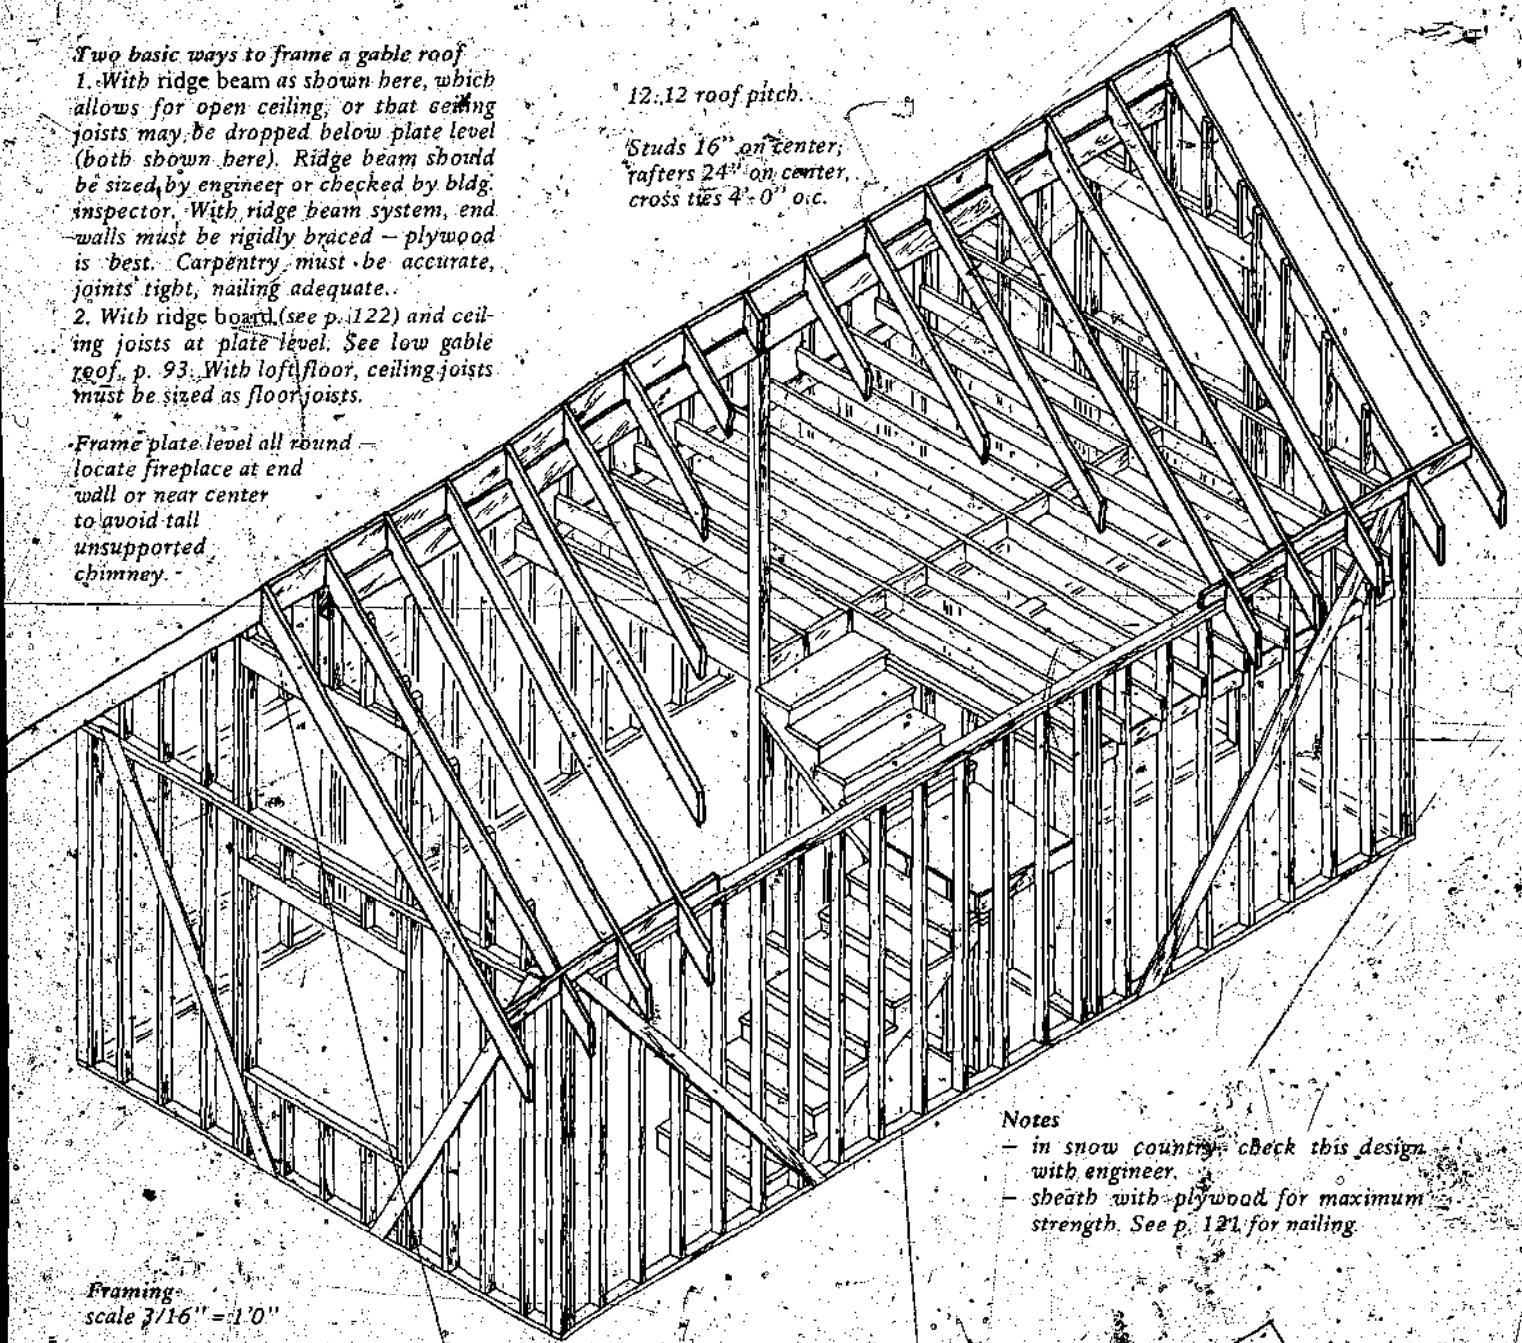 Two basic ways to frame a gable roof
1. With ridge beam as shown here, which
allows for open ceiling, or that ceiling
joists may be dropped below plate level
(both shown here). Ridge beam should
be sized by engineer or checked by bldg.
inspector. With ridge beam system, end
walls must be rigidly braced — plywood
is best. Carpentry must be accurate,
joints tight, nailing adequate.
2. With ridge board (see p. 122) and ceil-
ing joists at plate level. See low gable
roof, p. 93. With loft floor, ceiling joists
must be sized as floor joists.
Frame plate level all round —
locate fireplace at end
wall or near center
to avoid tall
unsupported
chimney.
12:12 roof pitch.
Studs 16" on center,
rafters 24" on center,
cross ties 4'-0" o.c.
Notes
— in snow country, check this design
with engineer.
— sheath with plywood for maximum
strength. See p. 121 for nailing.
Framing
scale 3/16" = 1'0"